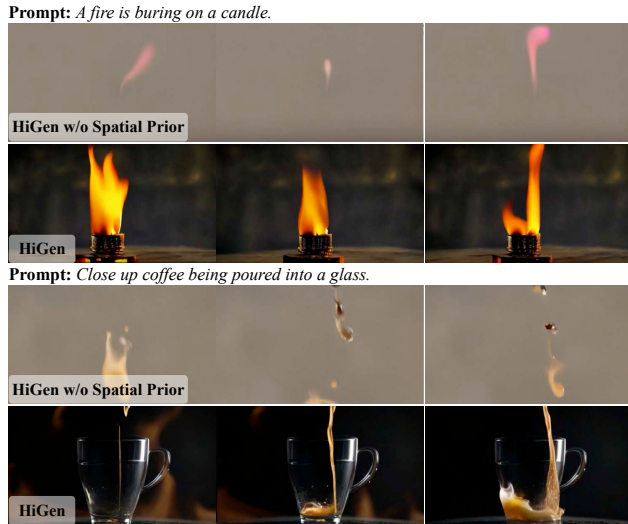 Prompt: A fire is buring on a candle.
HiGen w/o Spatial Prior
HiGen
Prompt: Close up coffee being poured into a glass.
HiGen w/o Spatial Prior
HiGen